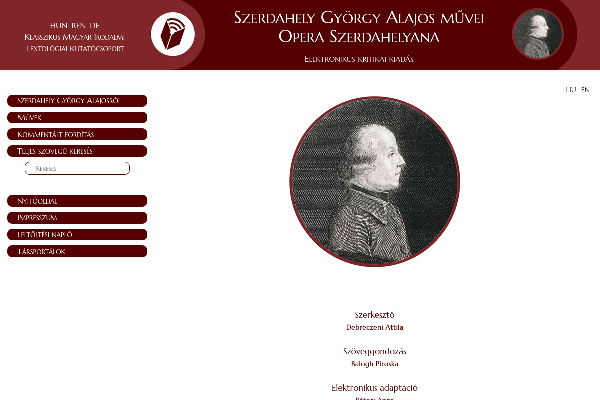 HUN–REN–DE
Klasszikus Magyar Irodalmi
Textológiai Kutatócsoport
Szerdahely György Alajos művei
Opera Szerdahelyana
Elektronikus kritikai kiadás
HU EN
Szerdahely György Alajosról
Művek
Kommentált fordítás
Teljes szövegű keresés
Keresés
Nyitóoldal
Impresszum
Feltöltési napló
Társportálok
Szerkesztő
Debreczeni Attila
Szöveggondozás
Balogh Piroska
Elektronikus adaptáció